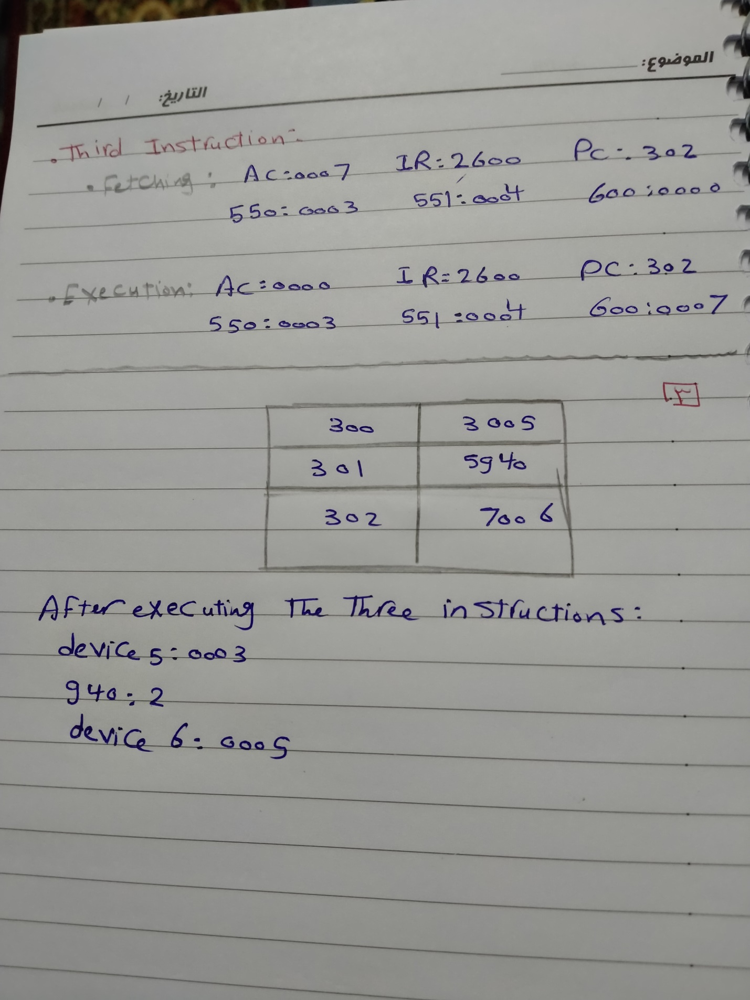 الموضوع:
التاريخ: / /
. Third Instruction:-
. Fetching: AC:0007 IR:2600 PC:302
550:0003 551:0004 600:0000
. Execution: AC:0000 IR=2600 PC:302
550:0003 551:0004 600:0007
٣.
300 3005
301 5940
302 7006
After executing The Three instructions:
device 5:0003
940:2
device 6:0005